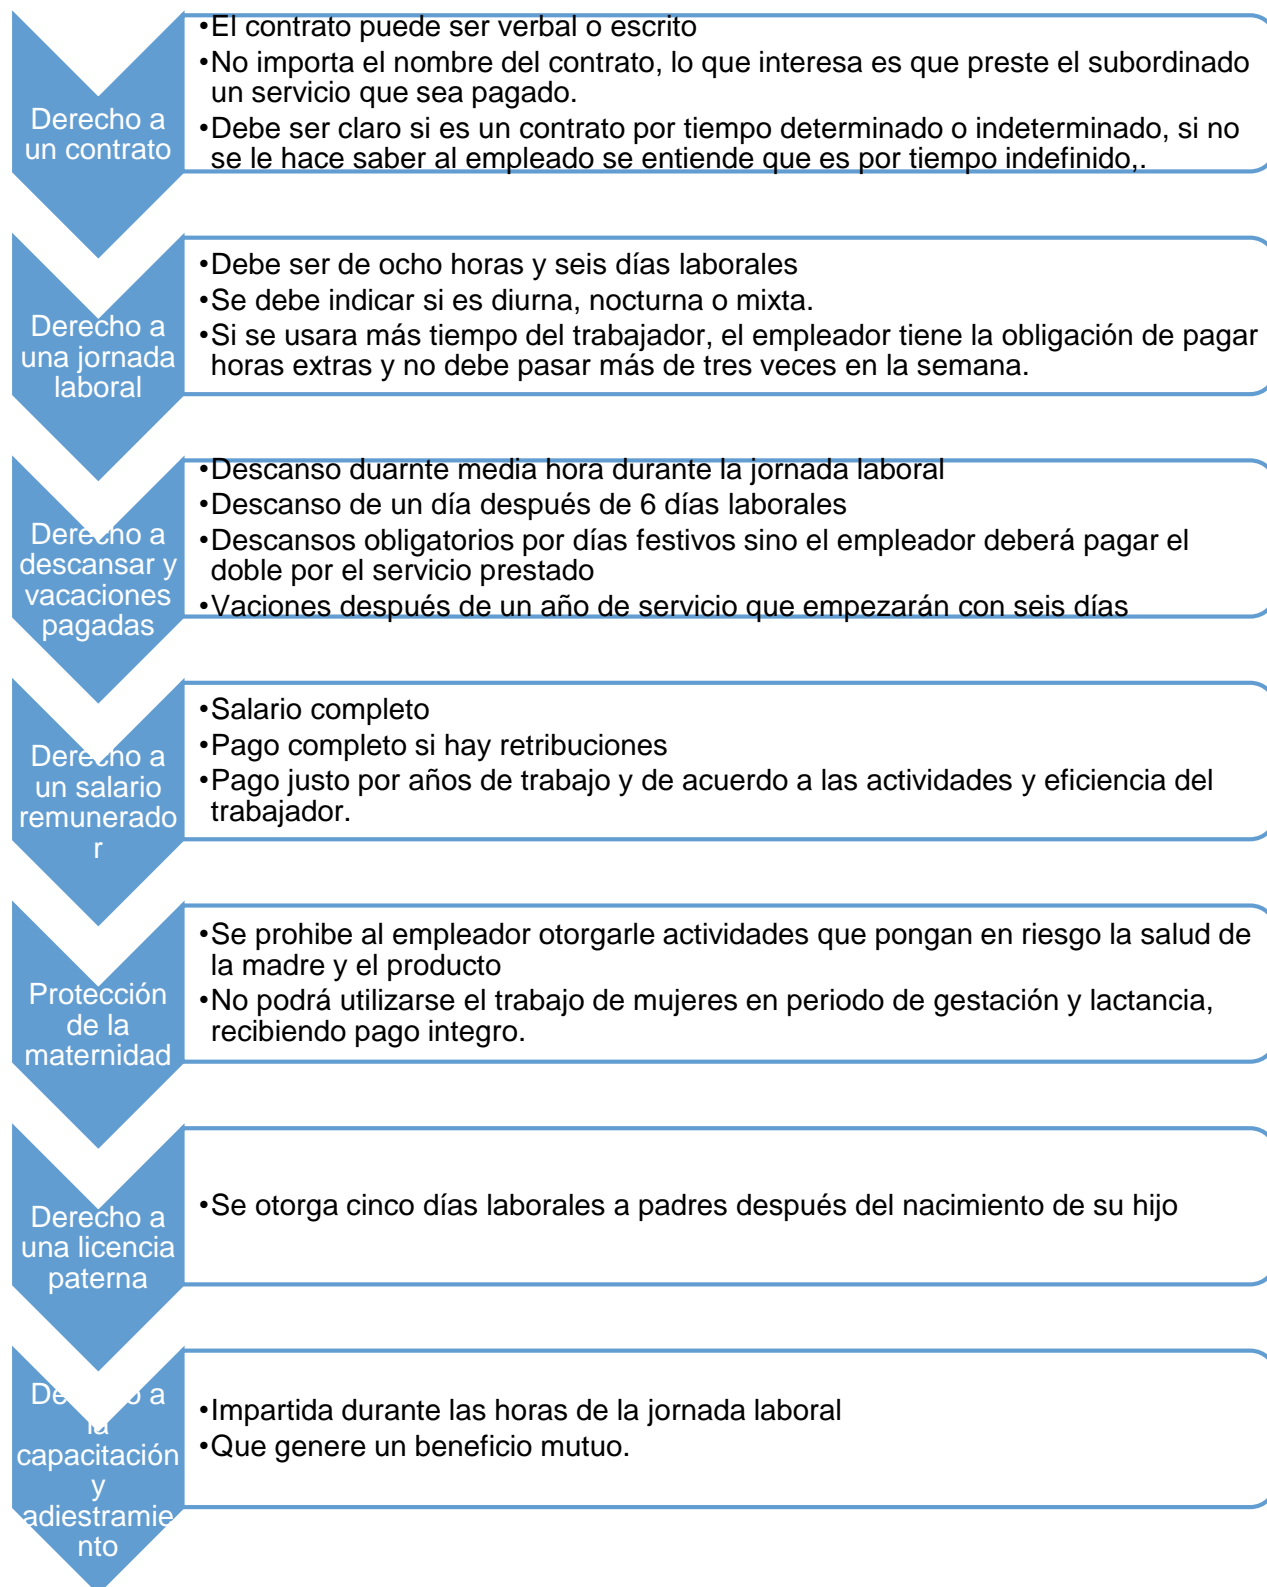 Derecho a
un contrato
•El contrato puede ser verbal o escrito
•No importa el nombre del contrato, lo que interesa es que preste el subordinado
un servicio que sea pagado.
•Debe ser claro si es un contrato por tiempo determinado o indeterminado, si no
se le hace saber al empleado se entiende que es por tiempo indefinido,.
Derecho a
una jornada
laboral
•Debe ser de ocho horas y seis días laborales
•Se debe indicar si es diurna, nocturna o mixta.
•Si se usara más tiempo del trabajador, el empleador tiene la obligación de pagar
horas extras y no debe pasar más de tres veces en la semana.
Derecho a
descansar y
vacaciones
pagadas
•Descanso duarnte media hora durante la jornada laboral
•Descanso de un día después de 6 días laborales
•Descansos obligatorios por días festivos sino el empleador deberá pagar el
doble por el servicio prestado
•Vaciones después de un año de servicio que empezarán con seis días
Derecho a
un salario
remunerado
r
•Salario completo
•Pago completo si hay retribuciones
•Pago justo por años de trabajo y de acuerdo a las actividades y eficiencia del
trabajador.
Protección
de la
maternidad
•Se prohibe al empleador otorgarle actividades que pongan en riesgo la salud de
la madre y el producto
•No podrá utilizarse el trabajo de mujeres en periodo de gestación y lactancia,
recibiendo pago integro.
Derecho a
una licencia
paterna
•Se otorga cinco días laborales a padres después del nacimiento de su hijo
Derecho a
la
capacitación
y
adiestramie
nto
•Impartida durante las horas de la jornada laboral
•Que genere un beneficio mutuo.